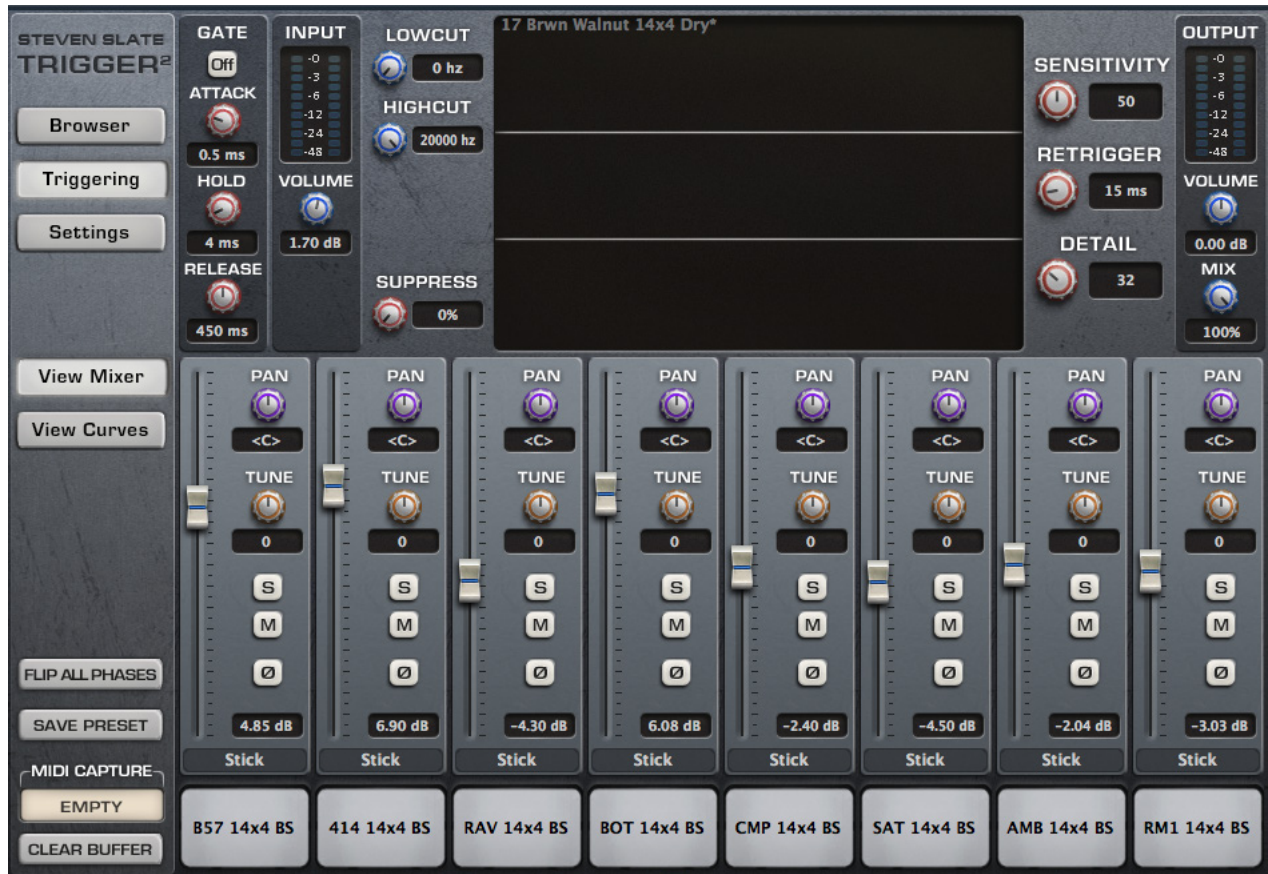 STEVEN SLATE
TRIGGER²
Browser
Triggering
Settings
View Mixer
View Curves
FLIP ALL PHASES
SAVE PRESET
MIDI CAPTURE
EMPTY
CLEAR BUFFER
GATE
Off
ATTACK
0.5 ms
HOLD
4 ms
RELEASE
450 ms
INPUT
-0
-3
-6
-12
-24
-48
VOLUME
1.70 dB
LOWCUT
0 hz
HIGHCUT
20000 hz
SUPPRESS
0%
17 Brwn Walnut 14x4 Dry*
SENSITIVITY
50
RETRIGGER
15 ms
DETAIL
32
OUTPUT
-0
-3
-6
-12
-24
-48
VOLUME
0.00 dB
MIX
100%
PAN
<C>
TUNE
0
S
M
Ø
4.85 dB
Stick
B57 14x4 BS
PAN
<C>
TUNE
0
S
M
Ø
6.90 dB
Stick
414 14x4 BS
PAN
<C>
TUNE
0
S
M
Ø
-4.30 dB
Stick
RAV 14x4 BS
PAN
<C>
TUNE
0
S
M
Ø
6.08 dB
Stick
BOT 14x4 BS
PAN
<C>
TUNE
0
S
M
Ø
-2.40 dB
Stick
CMP 14x4 BS
PAN
<C>
TUNE
0
S
M
Ø
-4.50 dB
Stick
SAT 14x4 BS
PAN
<C>
TUNE
0
S
M
Ø
-2.04 dB
Stick
AMB 14x4 BS
PAN
<C>
TUNE
0
S
M
Ø
-3.03 dB
Stick
RM1 14x4 BS